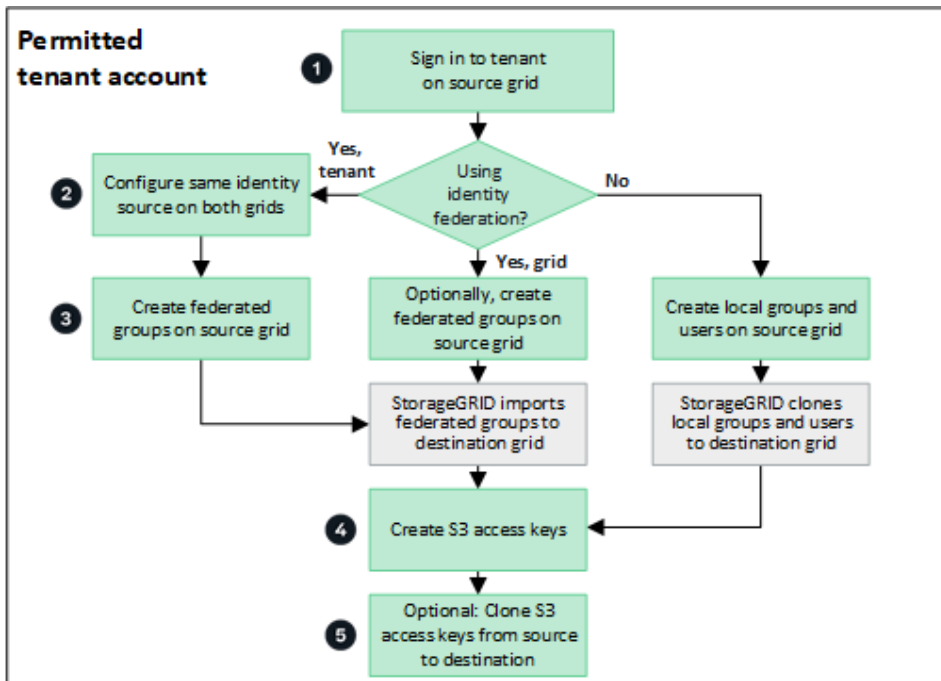 Permitted
tenant account
1
Sign in to tenant
on source grid
Yes,
tenant
Using
identity
federation?
No
2
Configure same identity
source on both grids
Yes, grid
3
Create federated
groups on source grid
Optionally, create
federated groups on
source grid
Create local groups and
users on source grid
StorageGRID imports
federated groups to
destination grid
StorageGRID clones
local groups and users
to destination grid
4
Create S3 access keys
5
Optional: Clone S3
access keys from source
to destination